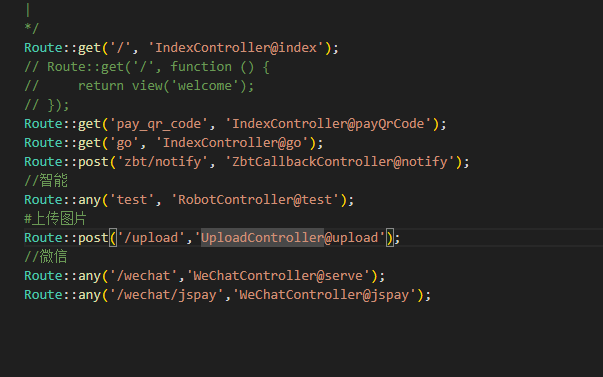 |
*/
Route::get('/', 'IndexController@index');
// Route::get('/', function () {
//     return view('welcome');
// });
Route::get('pay_qr_code', 'IndexController@payQrCode');
Route::get('go', 'IndexController@go');
Route::post('zbt/notify', 'ZbtCallbackController@notify');
//智能
Route::any('test', 'RobotController@test');
#上传图片
Route::post('/upload','UploadController@upload');
//微信
Route::any('/wechat','WeChatController@serve');
Route::any('/wechat/jspay','WeChatController@jspay');